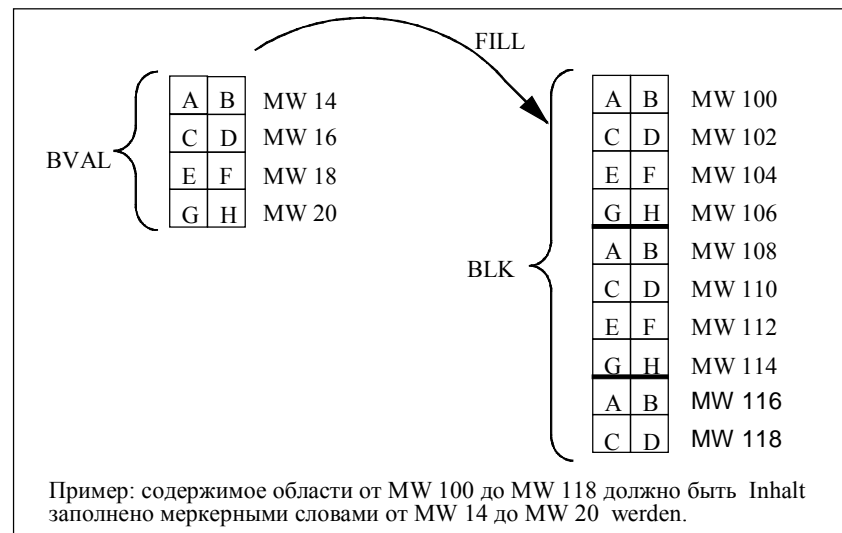 FILL
A B MW 14
C D MW 16
E F MW 18
G H MW 20
BVAL
A B MW 100
C D MW 102
E F MW 104
G H MW 106
A B MW 108
C D MW 110
E F MW 112
G H MW 114
A B MW 116
C D MW 118
BLK
Пример: содержимое области от MW 100 до MW 118 должно быть Inhalt
заполнено меркерными словами от MW 14 до MW 20 werden.